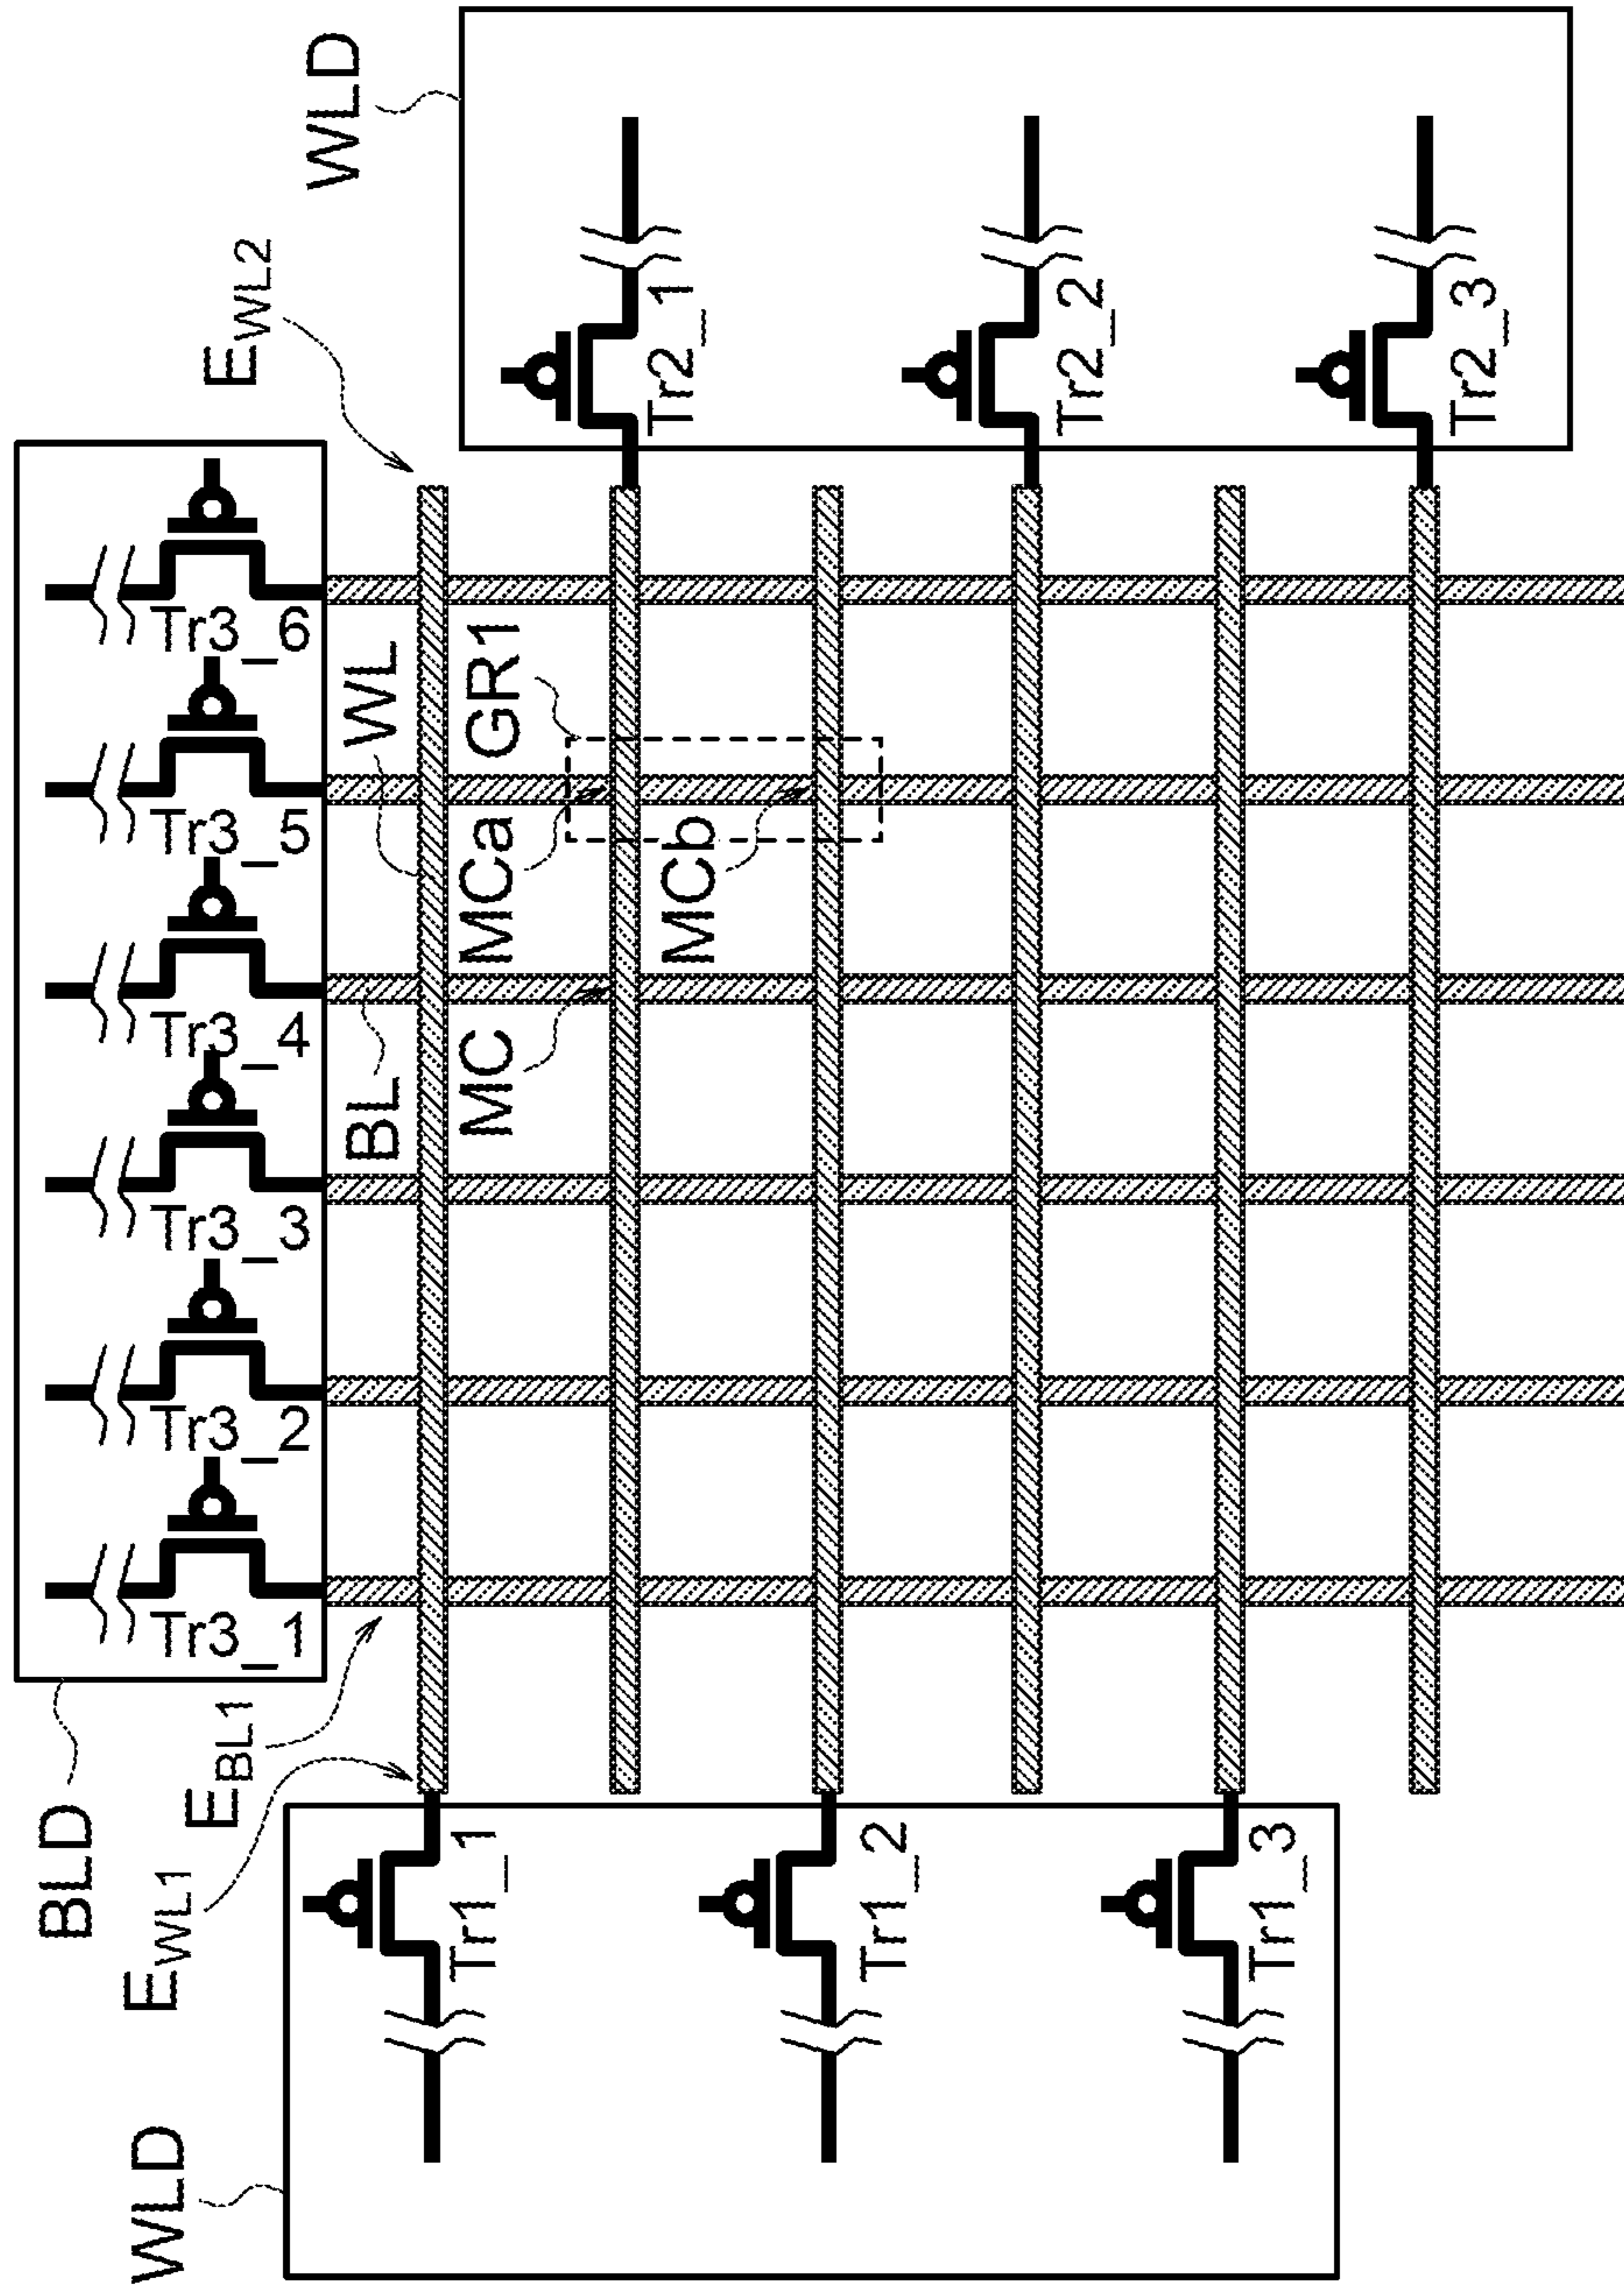 WLD
E_WL2
Tr2_1
Tr2_2
Tr2_3
Tr3_6
Tr3_5
Tr3_4
Tr3_3
Tr3_2
Tr3_1
WL
GR1
MCa
MCb
BL
MC
BLD
E_BL1
E_WL1
Tr1_1
Tr1_2
Tr1_3
WLD